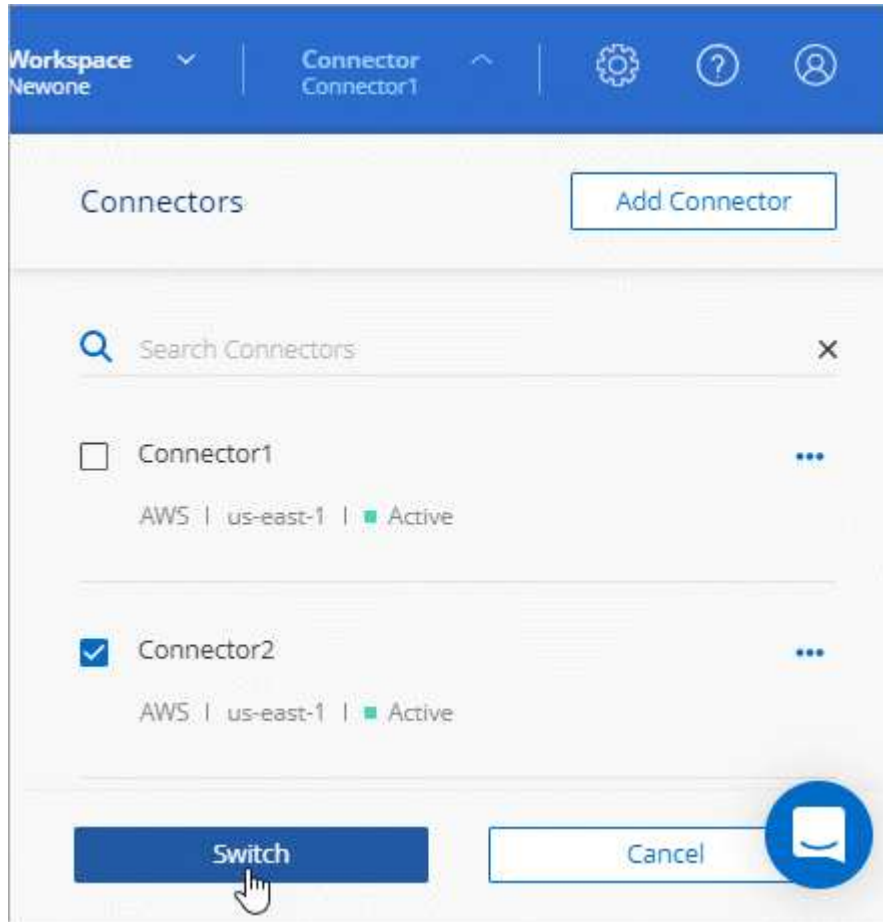 Workspace
Newone
Connector
Connector1
Connectors
Add Connector
Search Connectors
Connector1
AWS | us-east-1 | Active
Connector2
AWS | us-east-1 | Active
Switch
Cancel